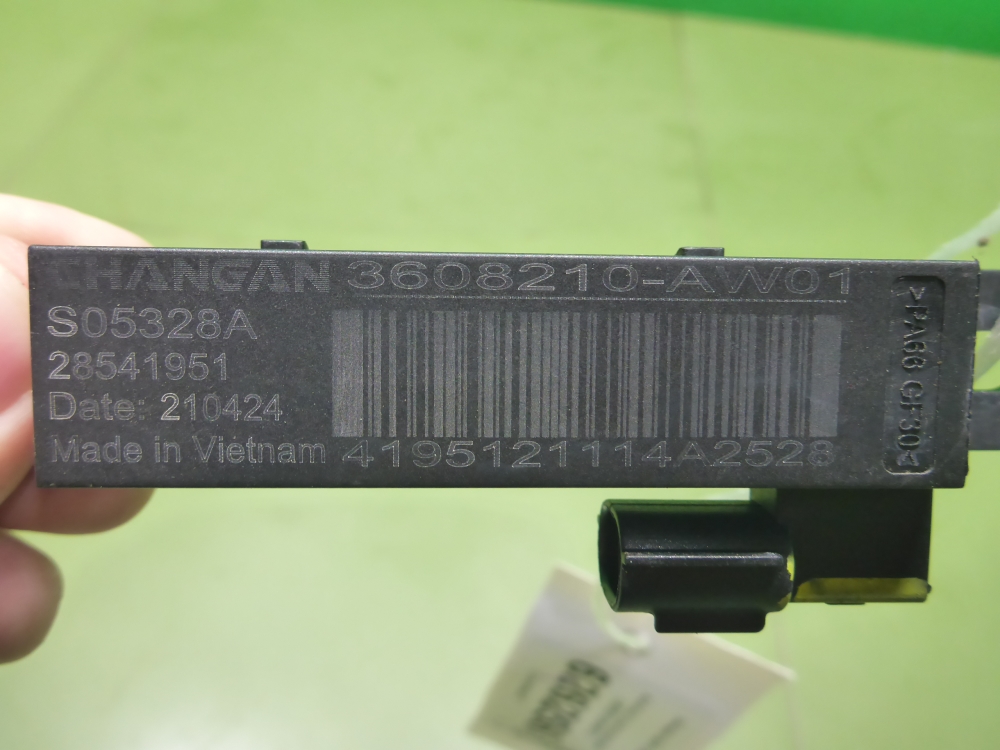 CHANGAN 3608210-AW01
S05328A
28541951
Date: 210424
Made in Vietnam
4195121114A2528
>PA66 GF30<